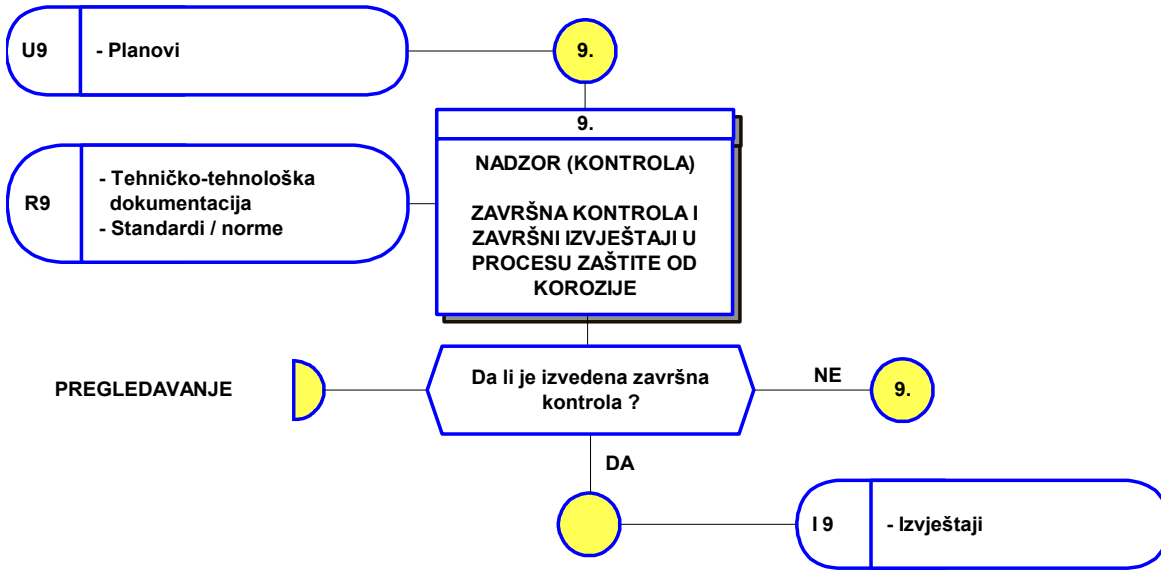 U9
- Planovi
9.
9.
NADZOR (KONTROLA)
ZAVRŠNA KONTROLA I
ZAVRŠNI IZVJEŠTAJI U
PROCESU ZAŠTITE OD
KOROZIJE
R9
- Tehničko-tehnološka
dokumentacija
- Standardi / norme
PREGLEDAVANJE
Da li je izvedena završna
kontrola ?
NE
9.
DA
I 9
- Izvještaji